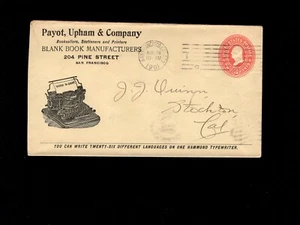 Payot, Upham & Company
Booksellers, Stationers and Printers
BLANK BOOK MANUFACTURERS
204 PINE STREET
SAN FRANCISCO
1901
J. J. Quinn
Stockton
Cal
YOU CAN WRITE TWENTY-SIX DIFFERENT LANGUAGES ON ONE HAMMOND TYPEWRITER.